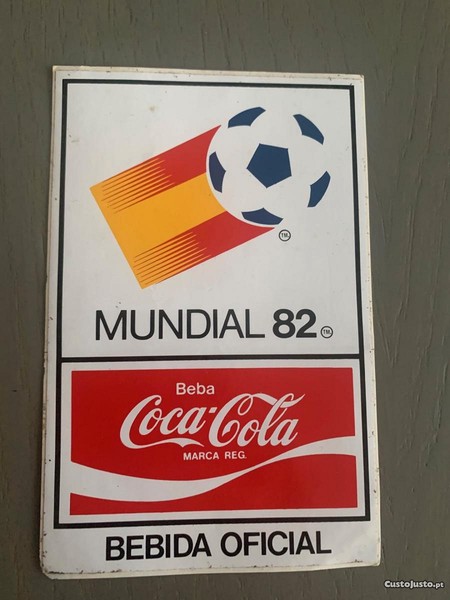 TM.
MUNDIAL 82 TM.
Beba
Coca-Cola
MARCA REG.
BEBIDA OFICIAL
CustoJusto.pt